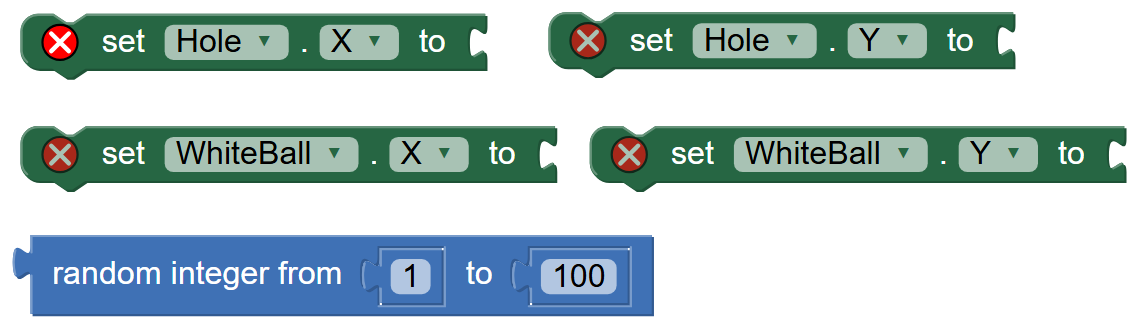 set Hole . X to
set Hole . Y to
set WhiteBall . X to
set WhiteBall . Y to
random integer from 1 to 100